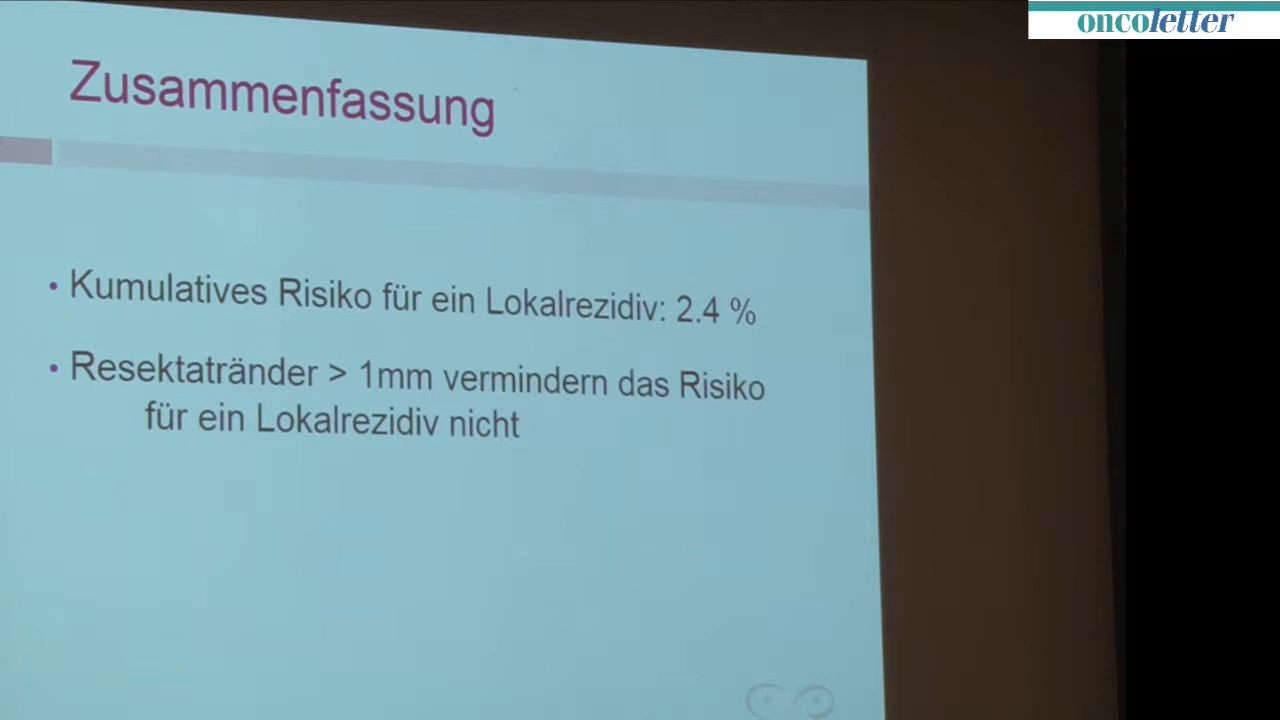 oncoletter
Zusammenfassung
• Kumulatives Risiko für ein Lokalrezidiv: 2.4 %
• Resektatränder > 1mm vermindern das Risiko
für ein Lokalrezidiv nicht